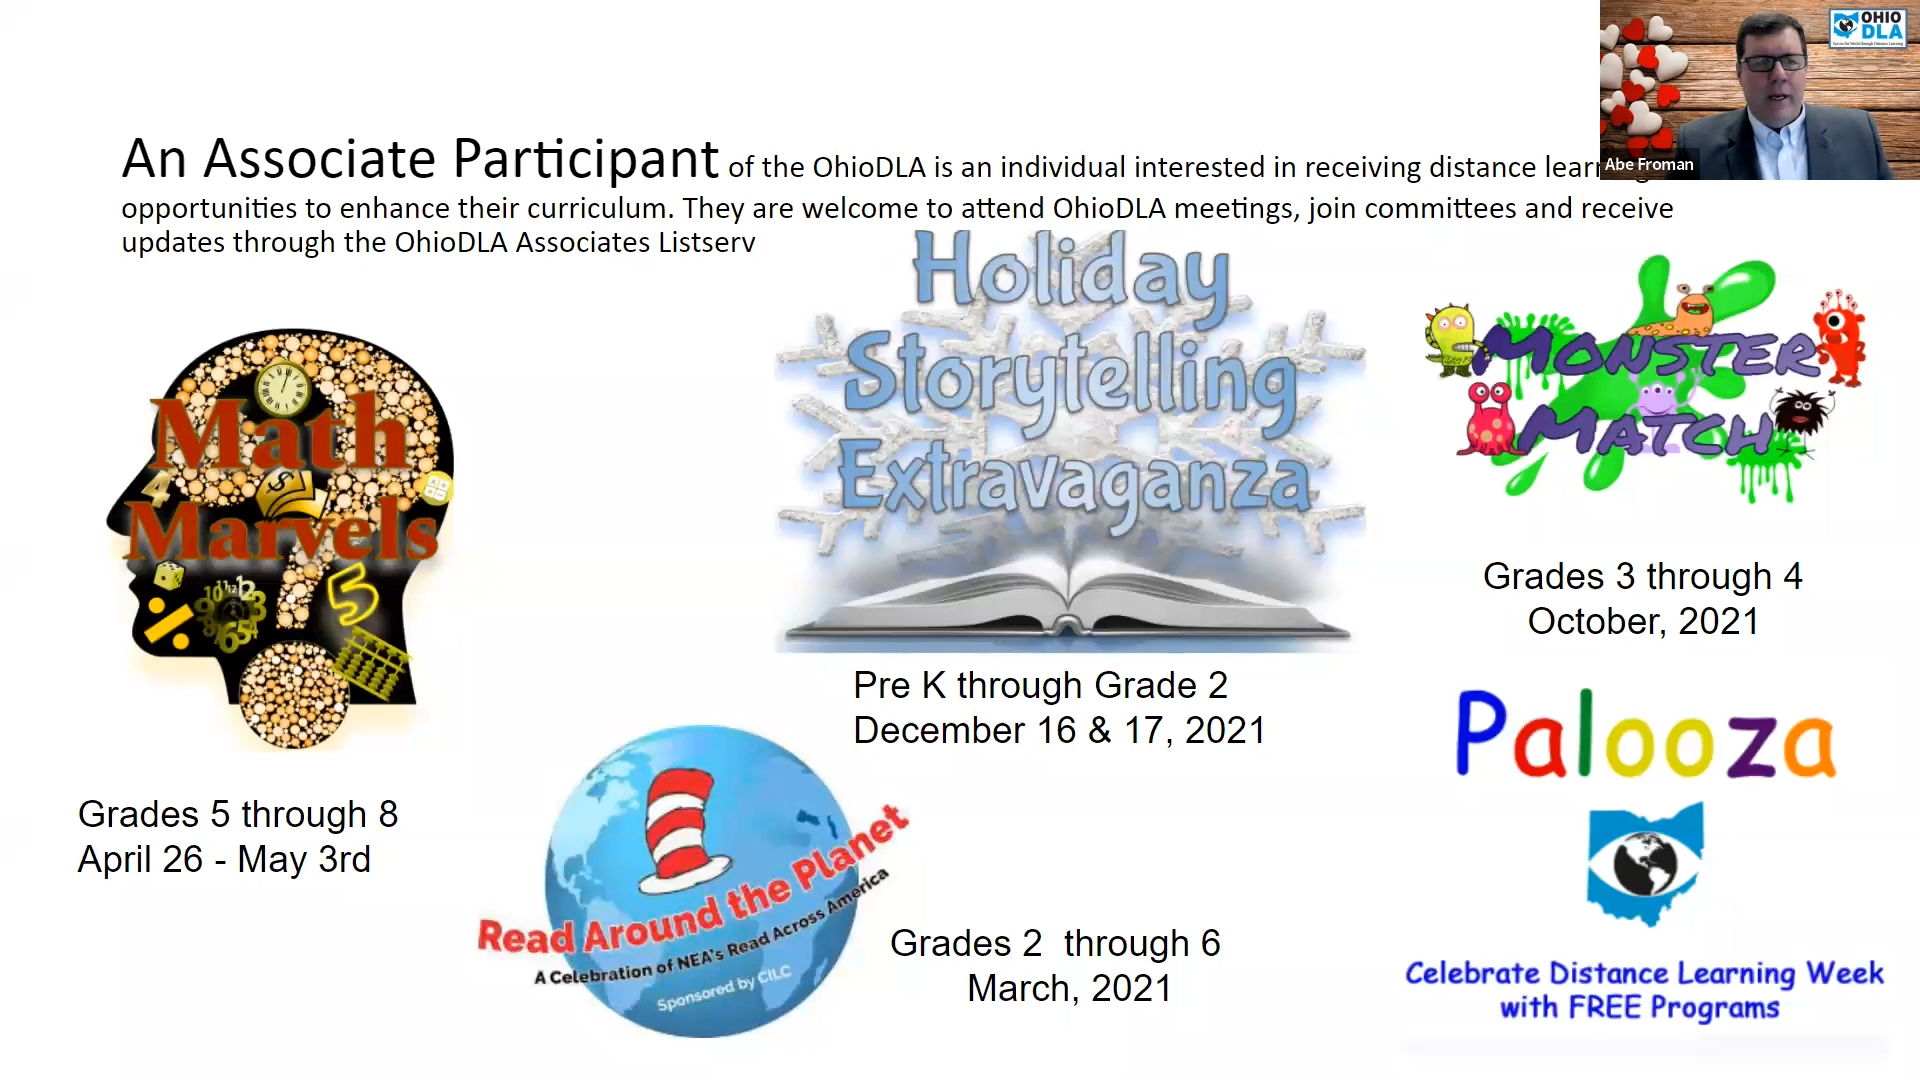 OHIO
DLA
Abe Froman
An Associate Participant of the OhioDLA is an individual interested in receiving distance
opportunities to enhance their curriculum. They are welcome to attend OhioDLA meetings, join committees and receive
updates through the OhioDLA Associates Listserv
Holiday
Storytelling
Extravaganza
Pre K through Grade 2
December 16 & 17, 2021
Monster
Match
Grades 3 through 4
October, 2021
Math
Marvels
Grades 5 through 8
April 26 - May 3rd
Read Around the Planet
A Celebration of NEA's Read Across America
Sponsored by CILC
Grades 2 through 6
March, 2021
Palooza
Celebrate Distance Learning Week
with FREE Programs